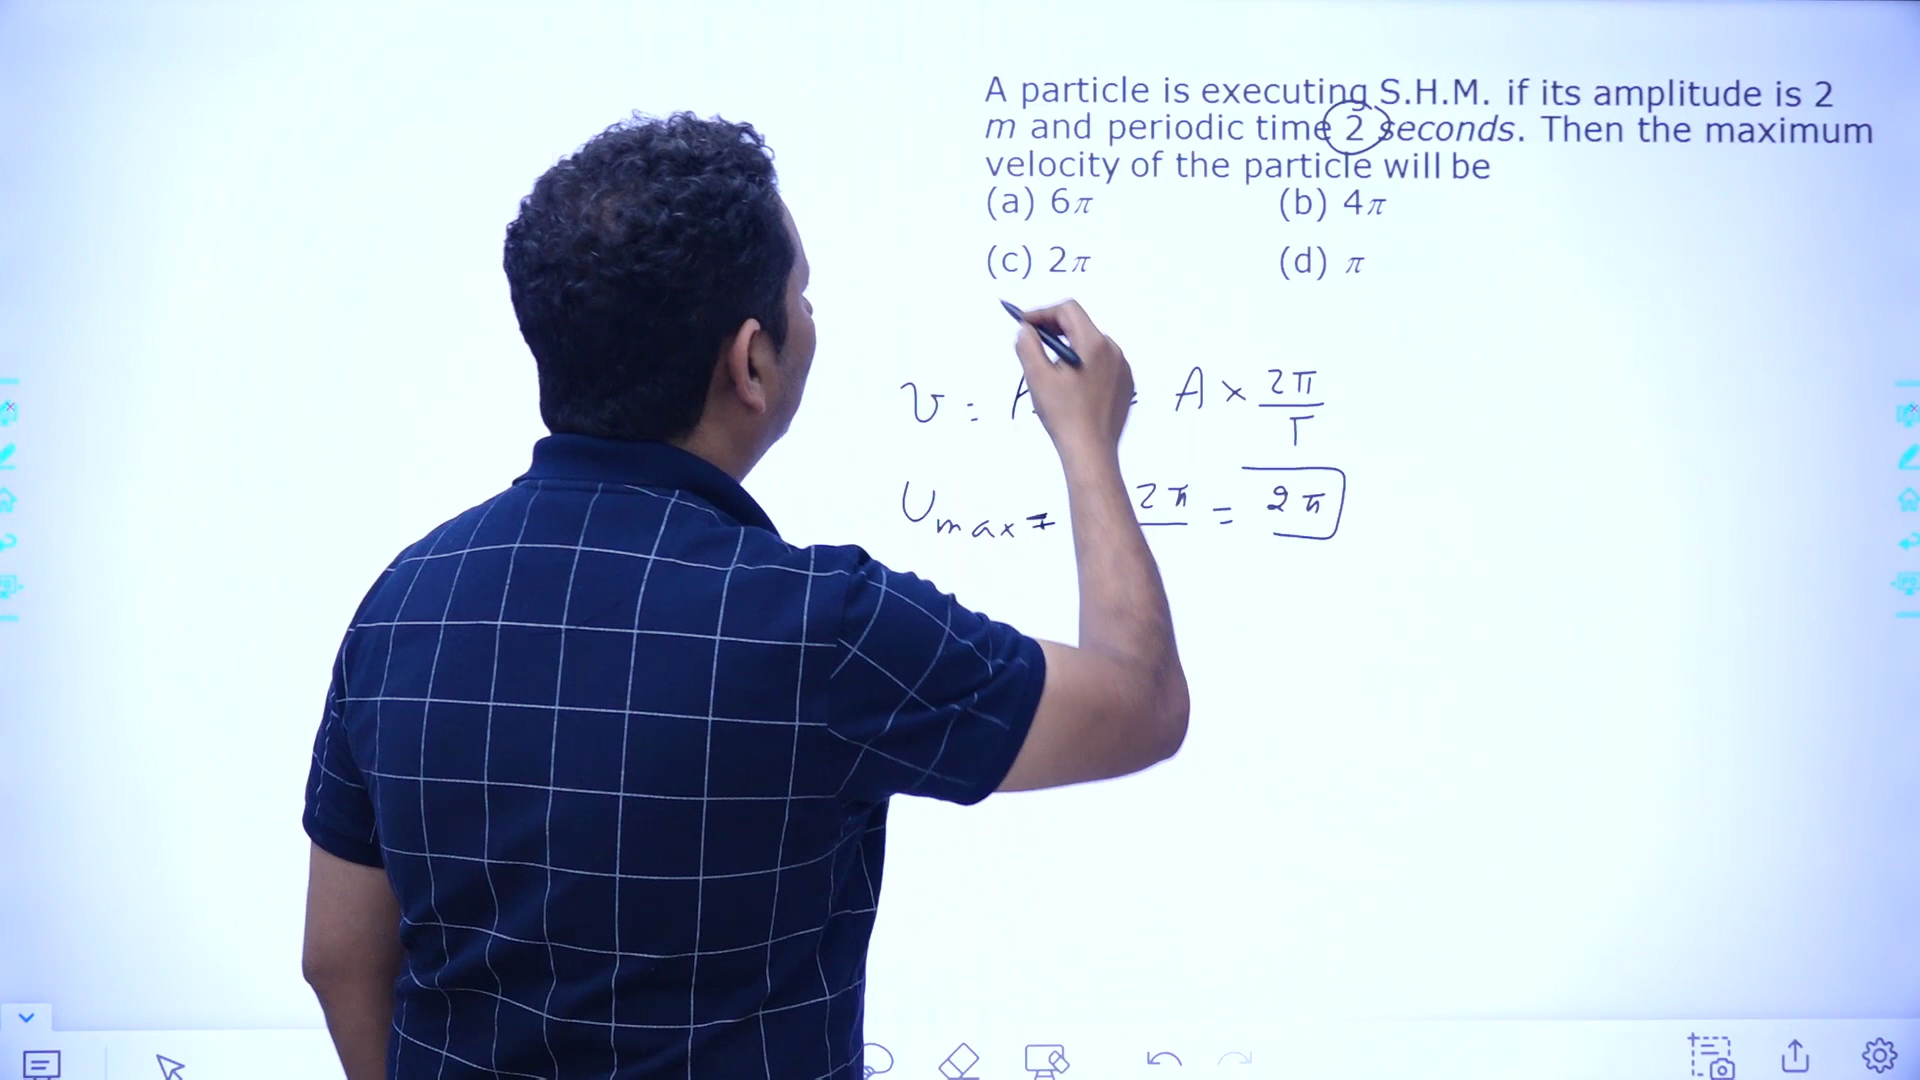 A particle is executing S.H.M. if its amplitude is 2
m and periodic time 2 seconds. Then the maximum
velocity of the particle will be
(a) 6π (b) 4π
(c) 2π (d) π
v = A = A × 2π/T
υmax = 2π = 2π